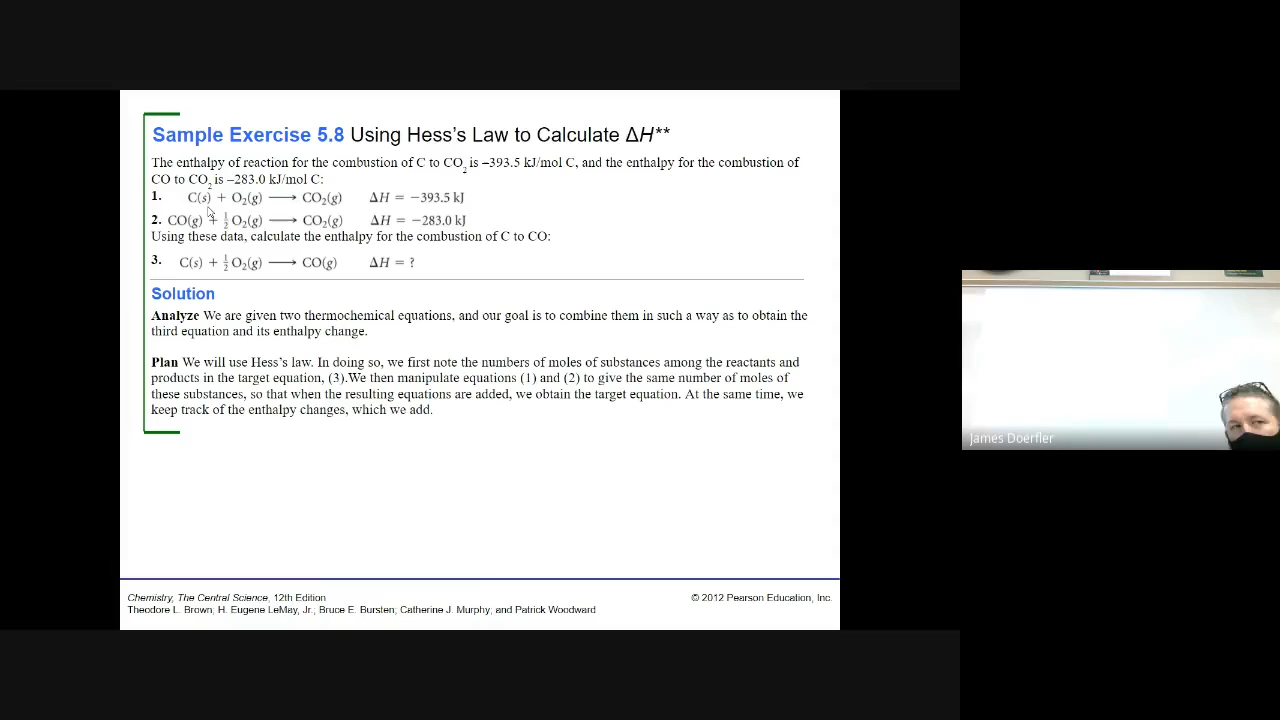 Sample Exercise 5.8 Using Hess's Law to Calculate ΔH**
The enthalpy of reaction for the combustion of C to CO₂ is –393.5 kJ/mol C, and the enthalpy for the combustion of
CO to CO₂ is –283.0 kJ/mol C:
1. C(s) + O₂(g) ⟶ CO₂(g) ΔH = −393.5 kJ
2. CO(g) + ½ O₂(g) ⟶ CO₂(g) ΔH = −283.0 kJ
Using these data, calculate the enthalpy for the combustion of C to CO:
3. C(s) + ½ O₂(g) ⟶ CO(g) ΔH = ?
Solution
Analyze We are given two thermochemical equations, and our goal is to combine them in such a way as to obtain the
third equation and its enthalpy change.
Plan We will use Hess's law. In doing so, we first note the numbers of moles of substances among the reactants and
products in the target equation, (3).We then manipulate equations (1) and (2) to give the same number of moles of
these substances, so that when the resulting equations are added, we obtain the target equation. At the same time, we
keep track of the enthalpy changes, which we add.
James Doerfler
Chemistry, The Central Science, 12th Edition
Theodore L. Brown; H. Eugene LeMay, Jr.; Bruce E. Bursten; Catherine J. Murphy; and Patrick Woodward
© 2012 Pearson Education, Inc.